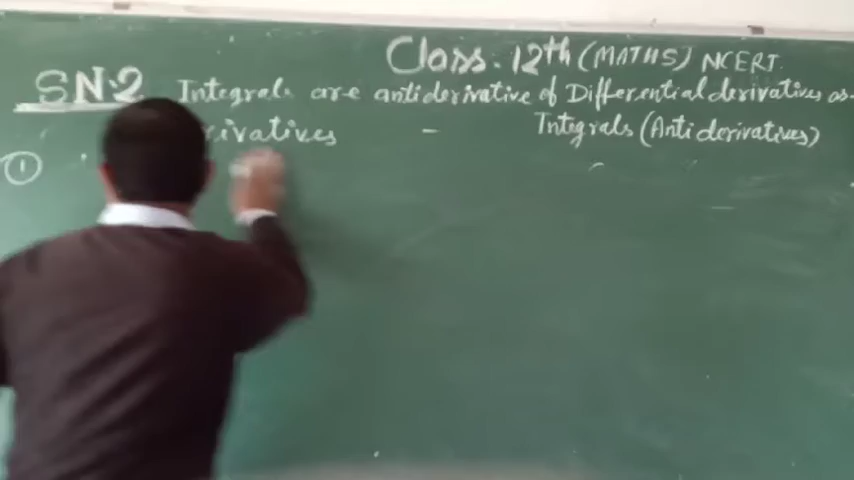 Class. 12th (MATHS) NCERT.
SN.2 Integrals are antiderivative of Differential derivatives as
rivatives - Integrals (Anti derivatives)
1